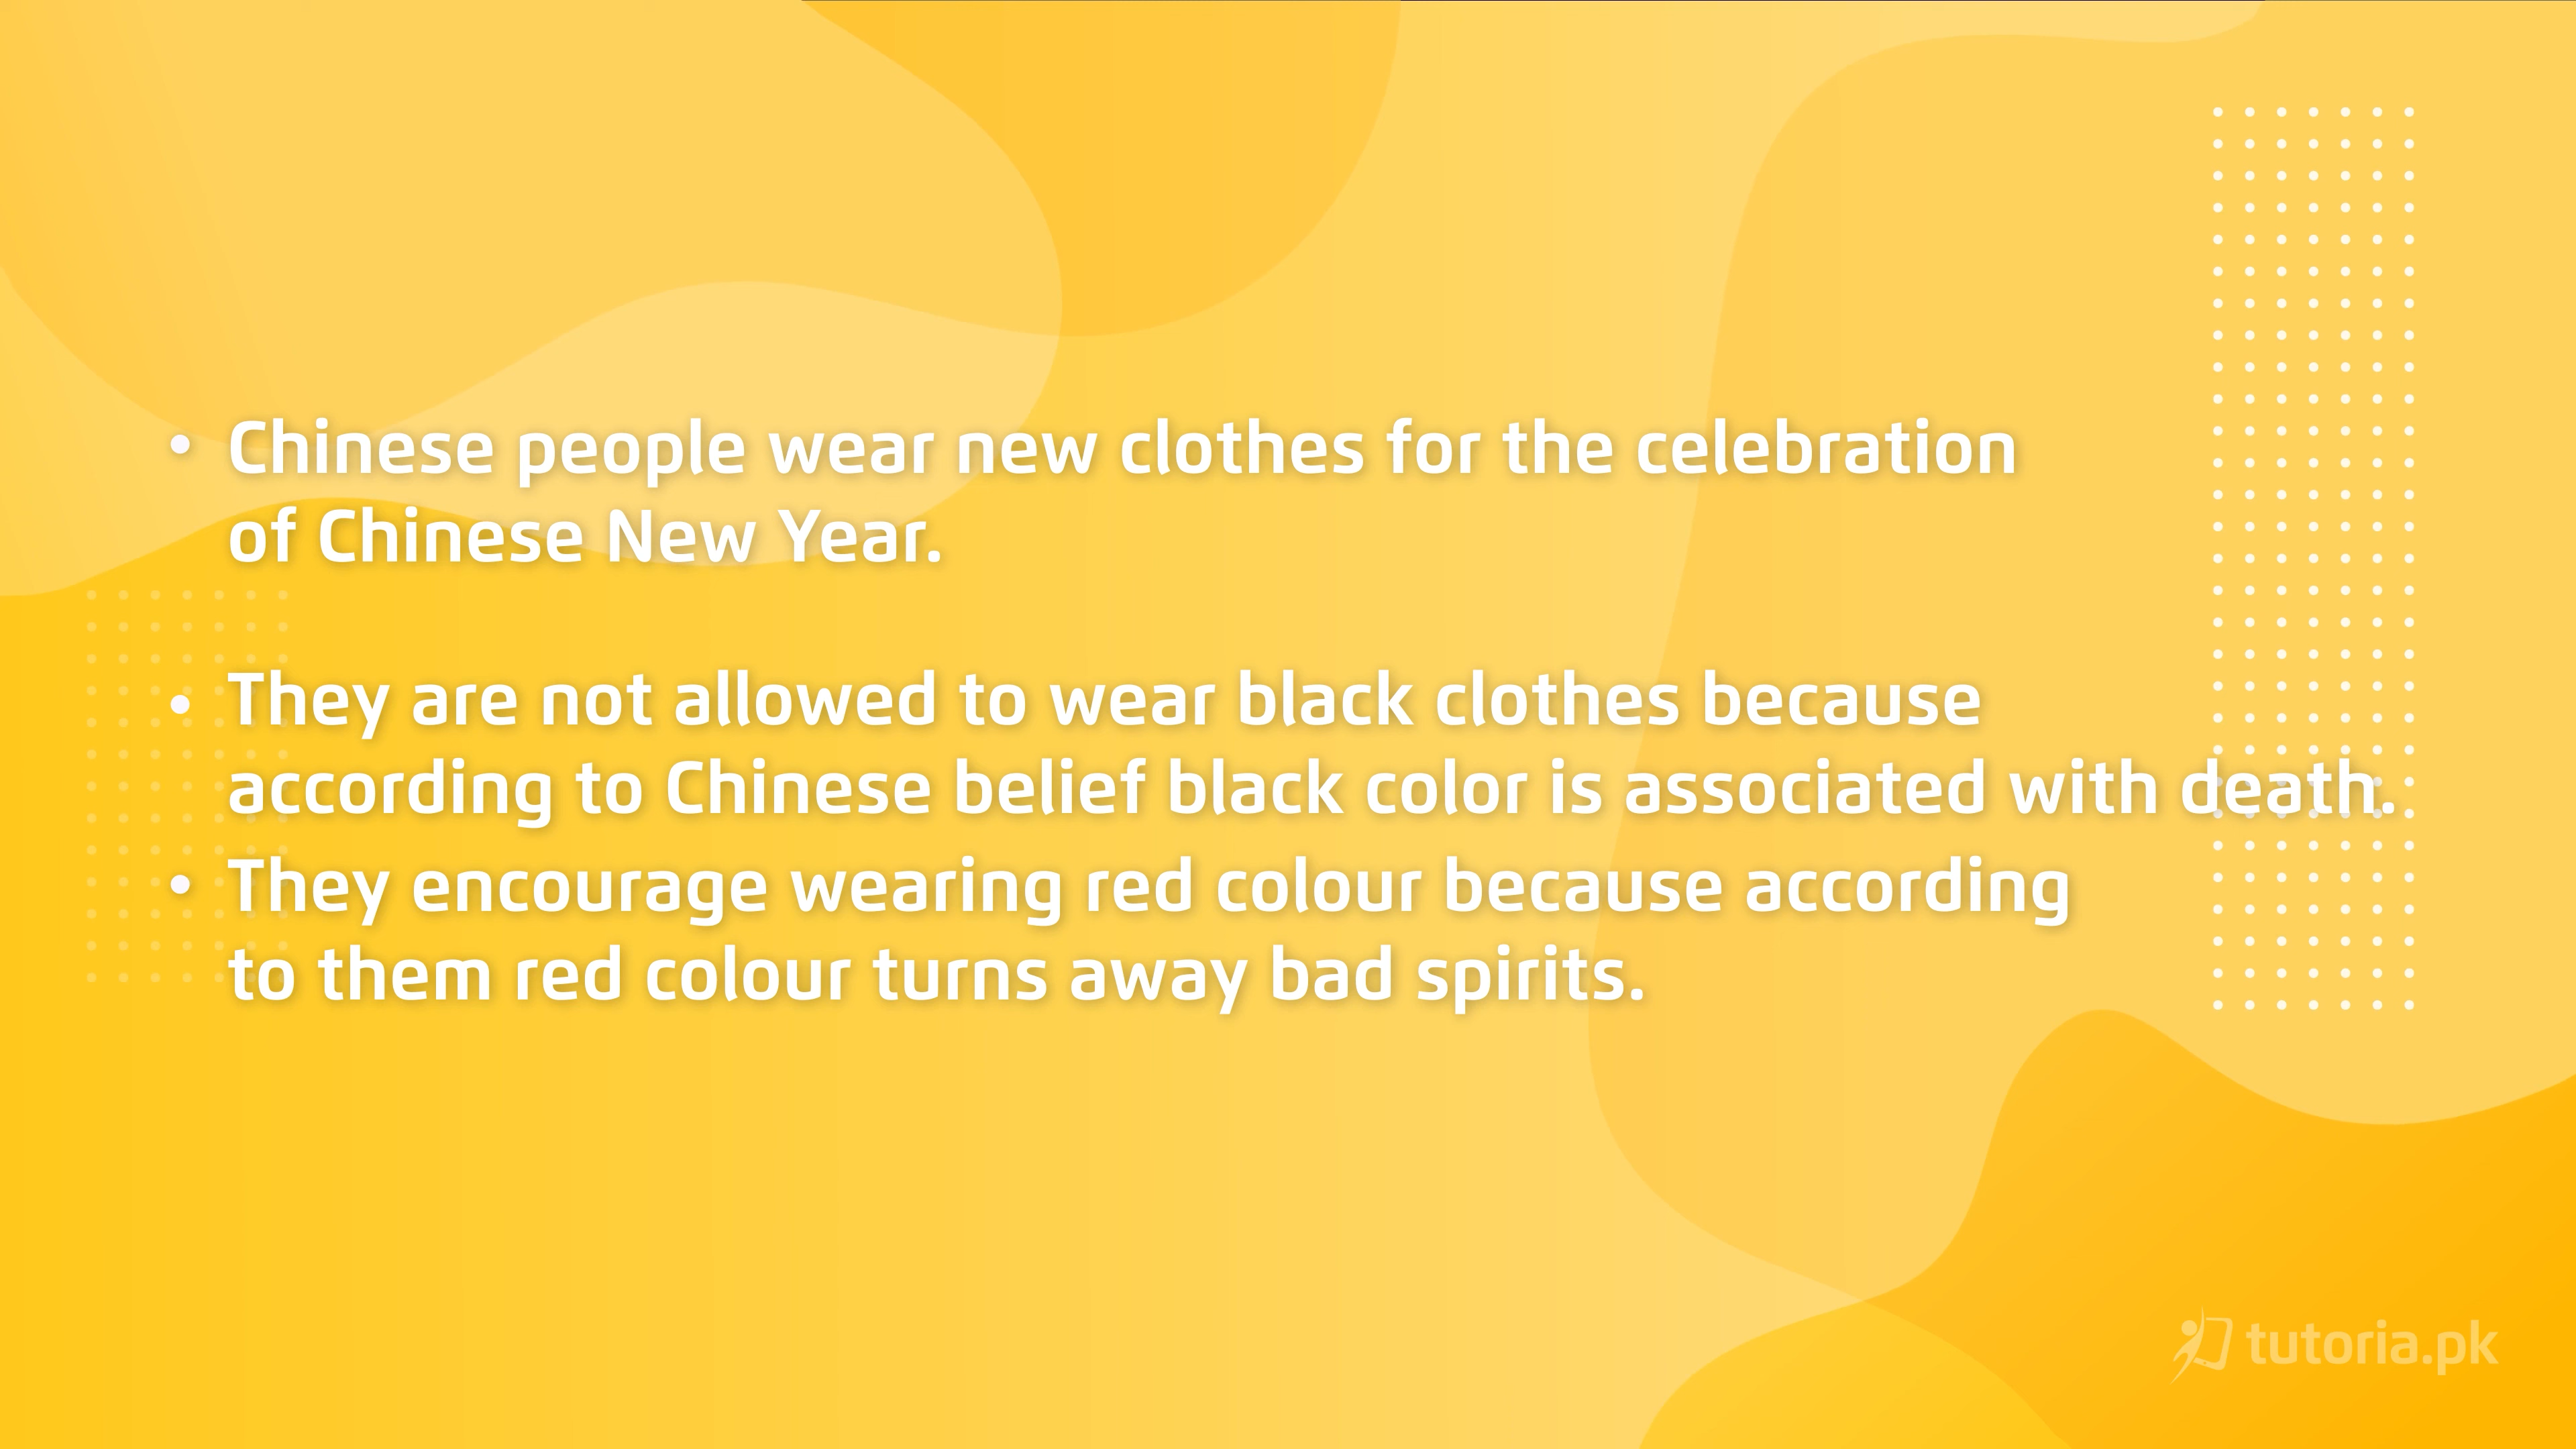 • Chinese people wear new clothes for the celebration
of Chinese New Year.
• They are not allowed to wear black clothes because
according to Chinese belief black color is associated with death.
• They encourage wearing red colour because according
to them red colour turns away bad spirits.
tutoria.pk